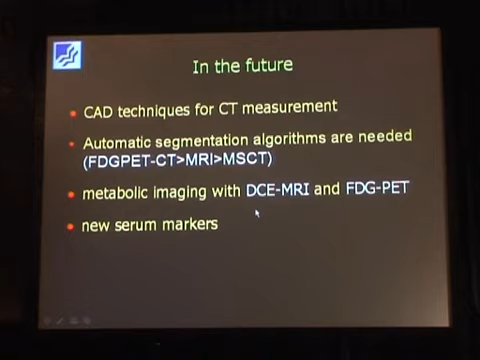 In the future
CAD techniques for CT measurement
Automatic segmentation algorithms are needed
(FDGPET-CT>MRI>MSCT)
metabolic imaging with DCE-MRI and FDG-PET
new serum markers